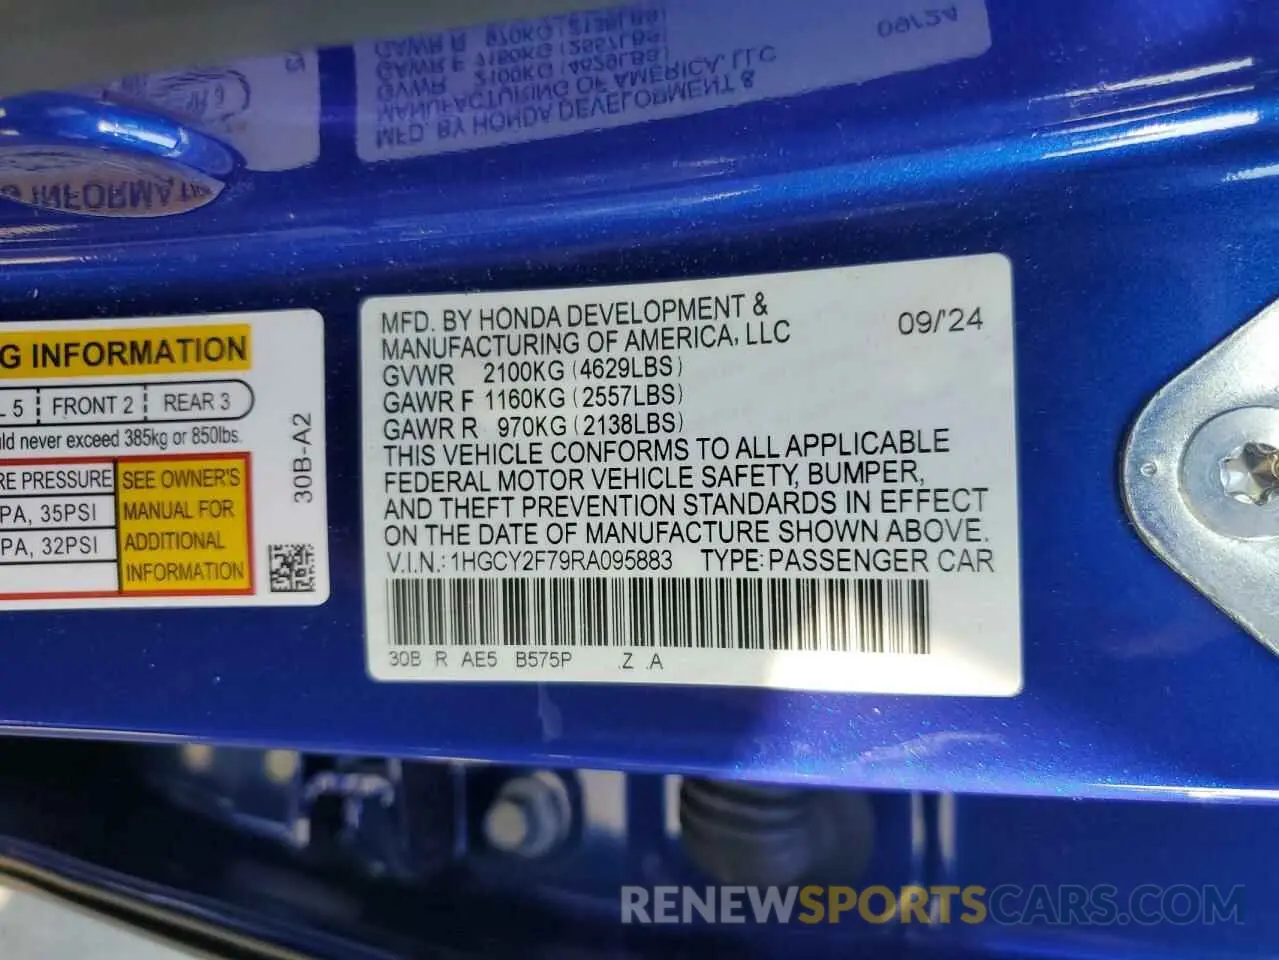 G INFORMATION
L 5 FRONT 2 REAR 3
uld never exceed 385kg or 850lbs.
RE PRESSURE
PA, 35PSI
PA, 32PSI
SEE OWNER'S
MANUAL FOR
ADDITIONAL
INFORMATION
30B-A2
MFD. BY HONDA DEVELOPMENT &
MANUFACTURING OF AMERICA, LLC
09/'24
GVWR 2100KG (4629LBS)
GAWR F 1160KG (2557LBS)
GAWR R 970KG (2138LBS)
THIS VEHICLE CONFORMS TO ALL APPLICABLE
FEDERAL MOTOR VEHICLE SAFETY, BUMPER,
AND THEFT PREVENTION STANDARDS IN EFFECT
ON THE DATE OF MANUFACTURE SHOWN ABOVE.
V.I.N.: 1HGCY2F79RA095883 TYPE: PASSENGER CAR
30B R AE5 B575P .Z .A
RENEWSPORTSCARS.COM